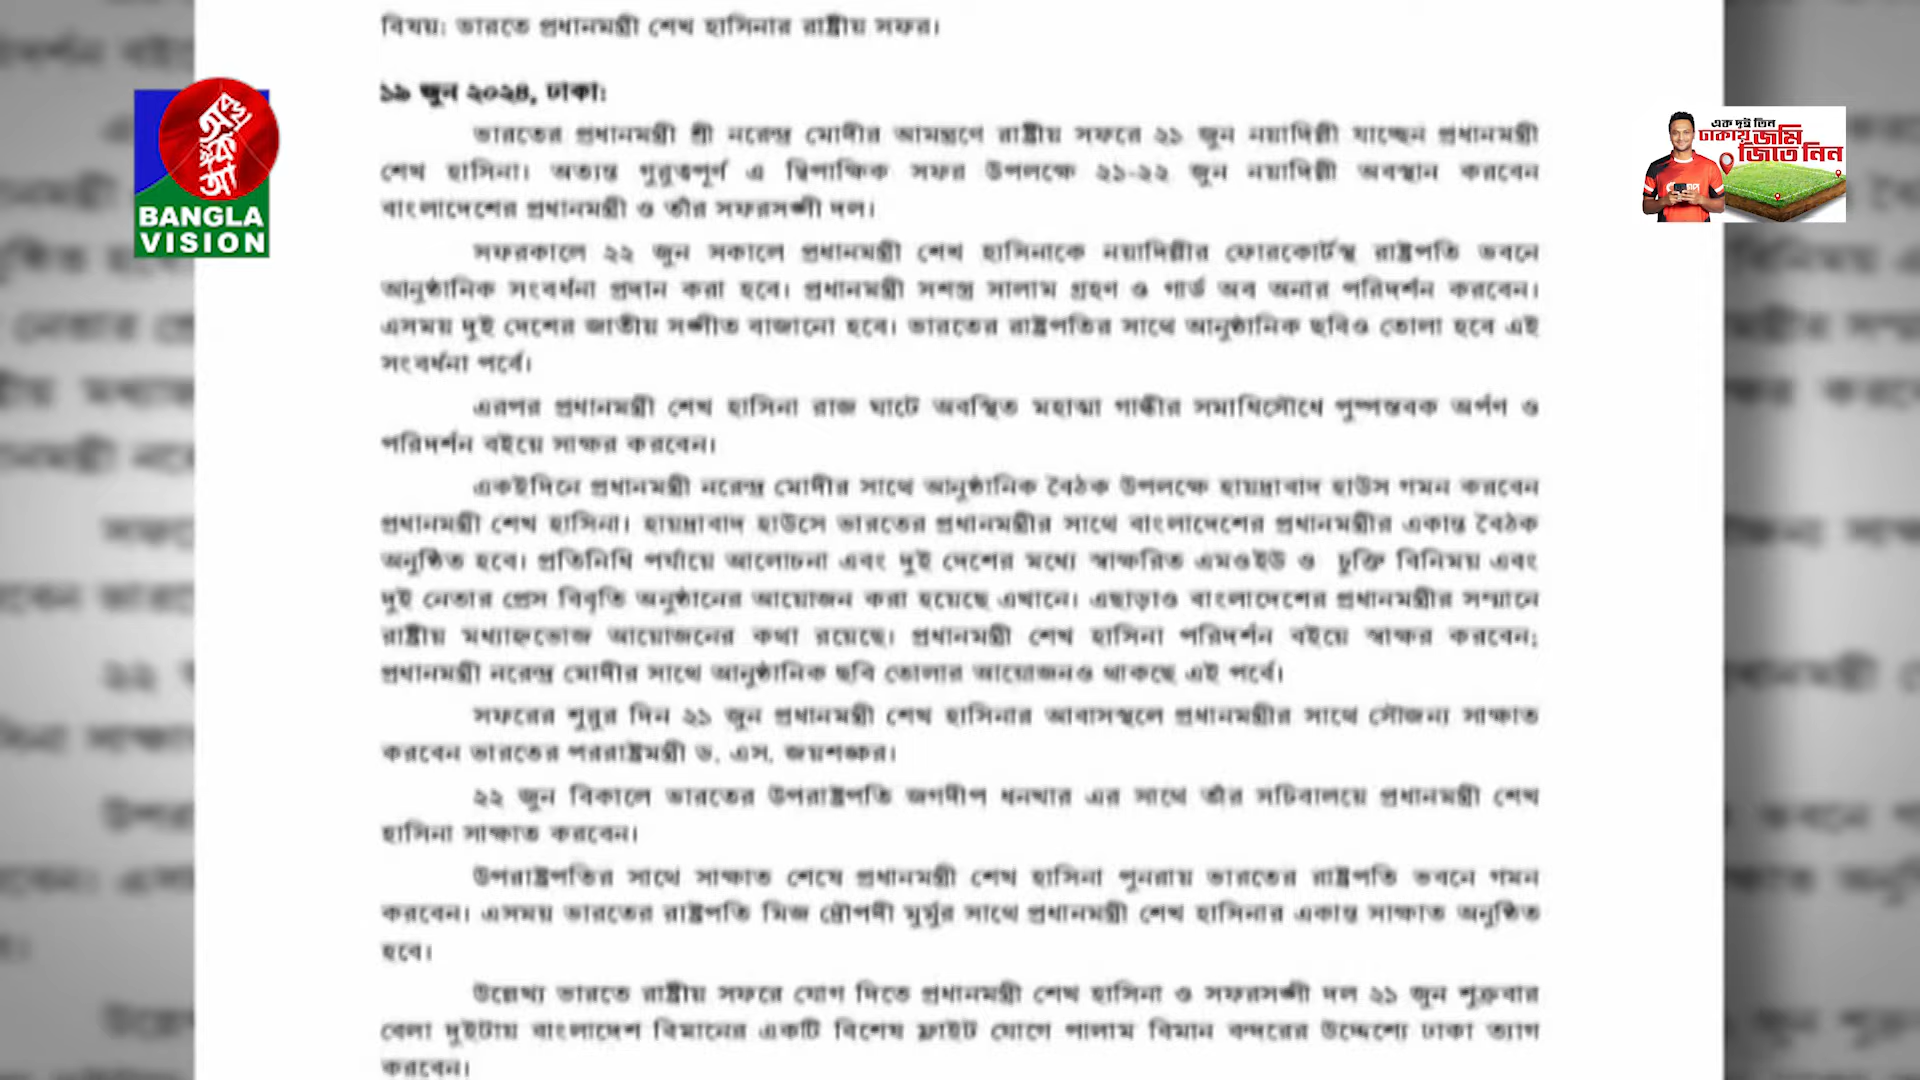 বিষয়: ভারতে প্রধানমন্ত্রী শেখ হাসিনার রাষ্ট্রীয় সফর।
১৯ জুন ২০২৪, ঢাকা:
ভারতের প্রধানমন্ত্রী শ্রী নরেন্দ্র মোদীর আমন্ত্রণে রাষ্ট্রীয় সফরে ২১ জুন নয়াদিল্লী যাচ্ছেন প্রধানমন্ত্রী
শেখ হাসিনা। অত্যন্ত গুরুত্বপূর্ণ এ দ্বিপাক্ষিক সফর উপলক্ষে ২১-২২ জুন নয়াদিল্লী অবস্থান করবেন
বাংলাদেশের প্রধানমন্ত্রী ও তাঁর সফরসঙ্গী দল।
সফরকালে ২২ জুন সকালে প্রধানমন্ত্রী শেখ হাসিনাকে নয়াদিল্লীর ফোরকোর্টস্থ রাষ্ট্রপতি ভবনে
আনুষ্ঠানিক সংবর্ধনা প্রদান করা হবে। প্রধানমন্ত্রী সশস্ত্র সালাম গ্রহণ ও গার্ড অব অনার পরিদর্শন করবেন।
এসময় দুই দেশের জাতীয় সঙ্গীত বাজানো হবে। ভারতের রাষ্ট্রপতির সাথে আনুষ্ঠানিক ছবিও তোলা হবে এই
সংবর্ধনা পর্বে।
এরপর প্রধানমন্ত্রী শেখ হাসিনা রাজ ঘাটে অবস্থিত মহাত্মা গান্ধীর সমাধিসৌধে পুষ্পস্তবক অর্পণ ও
পরিদর্শন বইয়ে সাক্ষর করবেন।
একইদিনে প্রধানমন্ত্রী নরেন্দ্র মোদীর সাথে আনুষ্ঠানিক বৈঠক উপলক্ষে হায়দ্রাবাদ হাউস গমন করবেন
প্রধানমন্ত্রী শেখ হাসিনা। হায়দ্রাবাদ হাউসে ভারতের প্রধানমন্ত্রীর সাথে বাংলাদেশের প্রধানমন্ত্রীর একান্ত বৈঠক
অনুষ্ঠিত হবে। প্রতিনিধি পর্যায়ে আলোচনা এবং দুই দেশের মধ্যে স্বাক্ষরিত এমওইউ ও চুক্তি বিনিময় এবং
দুই নেতার প্রেস বিবৃতি অনুষ্ঠানের আয়োজন করা হয়েছে এখানে। এছাড়াও বাংলাদেশের প্রধানমন্ত্রীর সম্মানে
রাষ্ট্রীয় মধ্যাহ্নভোজ আয়োজনের কথা রয়েছে। প্রধানমন্ত্রী শেখ হাসিনা পরিদর্শন বইয়ে স্বাক্ষর করবেন;
প্রধানমন্ত্রী নরেন্দ্র মোদীর সাথে আনুষ্ঠানিক ছবি তোলার আয়োজনও থাকছে এই পর্বে।
সফরের শুরুর দিন ২১ জুন প্রধানমন্ত্রী শেখ হাসিনার আবাসস্থলে প্রধানমন্ত্রীর সাথে সৌজন্য সাক্ষাত
করবেন ভারতের পররাষ্ট্রমন্ত্রী ড. এস. জয়শঙ্কর।
২২ জুন বিকালে ভারতের উপরাষ্ট্রপতি জগদীপ ধনখার এর সাথে তাঁর সচিবালয়ে প্রধানমন্ত্রী শেখ
হাসিনা সাক্ষাত করবেন।
উপরাষ্ট্রপতির সাথে সাক্ষাত শেষে প্রধানমন্ত্রী শেখ হাসিনা পুনরায় ভারতের রাষ্ট্রপতি ভবনে গমন
করবেন। এসময় ভারতের রাষ্ট্রপতি মিজ দ্রৌপদী মুর্মুর সাথে প্রধানমন্ত্রী শেখ হাসিনার একান্ত সাক্ষাত অনুষ্ঠিত
হবে।
উল্লেখ্য ভারতে রাষ্ট্রীয় সফরে যোগ দিতে প্রধানমন্ত্রী শেখ হাসিনা ও সফরসঙ্গী দল ২১ জুন শুক্রবার
বেলা দুইটায় বাংলাদেশ বিমানের একটি বিশেষ ফ্লাইট যোগে পালাম বিমান বন্দরের উদ্দেশ্যে ঢাকা ত্যাগ
করবেন।
BANGLA
VISION
এক দুই তিন
ঢাকায় জমি
জিতে নিন